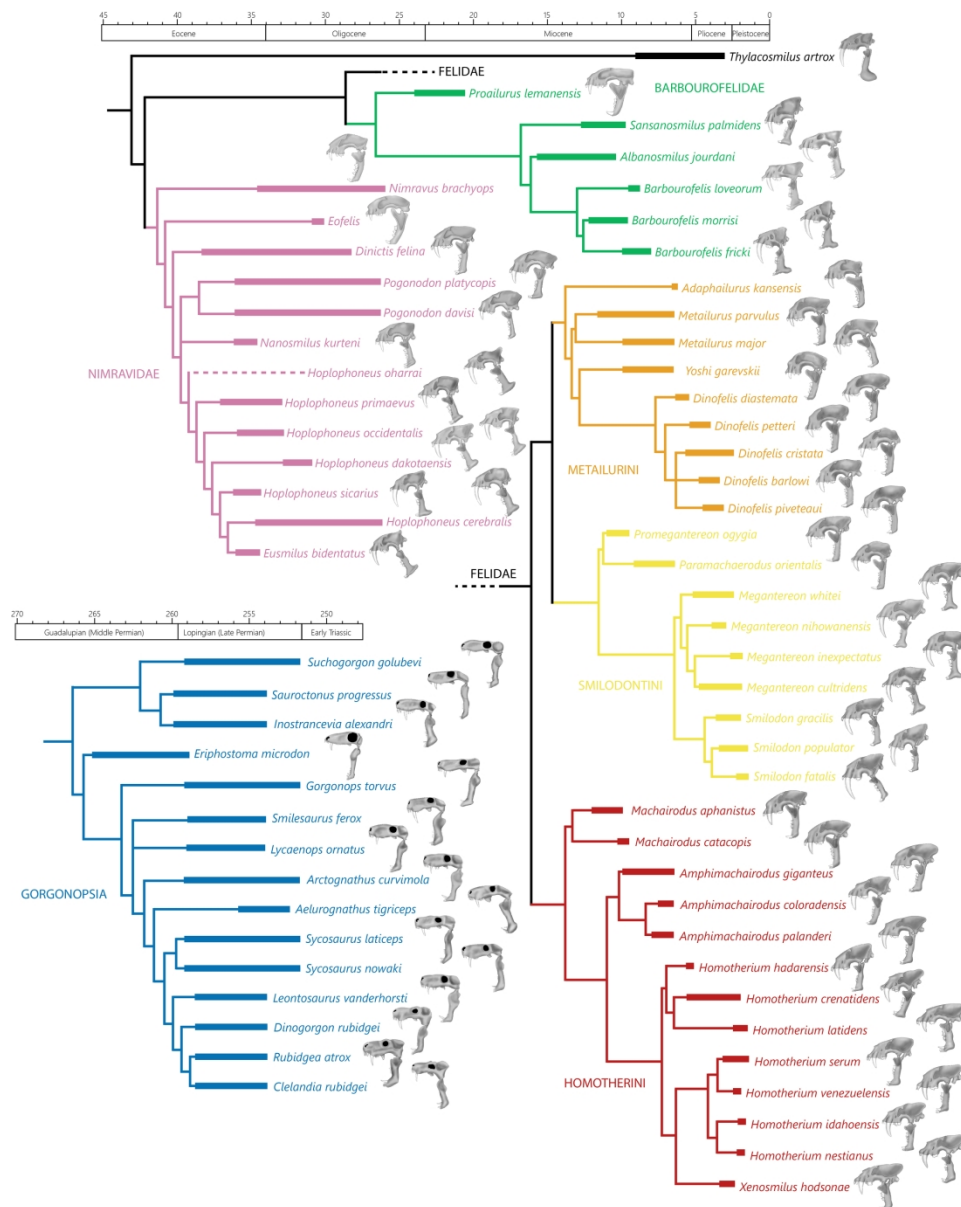 45 40 35 30 25 20 15 10 5 0
Eocene Oligocene Miocene Pliocene Pleistocene
Thylacosmilus artrox
FELIDAE
BARBOUROFELIDAE
Proailurus lemanensis
Sansanosmilus palmidens
Albanosmilus jourdani
Barbourofelis loveorum
Barbourofelis morrisi
Barbourofelis fricki
NIMRAVIDAE
Nimravus brachyops
Eofelis
Dinictis felina
Pogonodon platycopis
Pogonodon davisi
Nanosmilus kurteni
Hoplophoneus oharrai
Hoplophoneus primaevus
Hoplophoneus occidentalis
Hoplophoneus dakotaensis
Hoplophoneus sicarius
Hoplophoneus cerebralis
Eusmilus bidentatus
FELIDAE
METAILURINI
Adaphailurus kansensis
Metailurus parvulus
Metailurus major
Yoshi garevskii
Dinofelis diastemata
Dinofelis petteri
Dinofelis cristata
Dinofelis barlowi
Dinofelis piveteaui
SMILODONTINI
Promegantereon ogygia
Paramachaerodus orientalis
Megantereon whitei
Megantereon nihowanensis
Megantereon inexpectatus
Megantereon cultridens
Smilodon gracilis
Smilodon populator
Smilodon fatalis
HOMOTHERINI
Machairodus aphanistus
Machairodus catacopis
Amphimachairodus giganteus
Amphimachairodus coloradensis
Amphimachairodus palanderi
Homotherium hadarensis
Homotherium crenatidens
Homotherium latidens
Homotherium serum
Homotherium venezuelensis
Homotherium idahoensis
Homotherium nestianus
Xenosmilus hodsonae
270 265 260 255 250
Guadalupian (Middle Permian) Lopingian (Late Permian) Early Triassic
GORGONOPSIA
Suchogorgon golubevi
Sauroctonus progressus
Inostrancevia alexandri
Eriphostoma microdon
Gorgonops torvus
Smilesaurus ferox
Lycaenops ornatus
Arctognathus curvimola
Aelurognathus tigriceps
Sycosaurus laticeps
Sycosaurus nowaki
Leontosaurus vanderhorsti
Dinogorgon rubidgei
Rubidgea atrox
Clelandia rubidgei